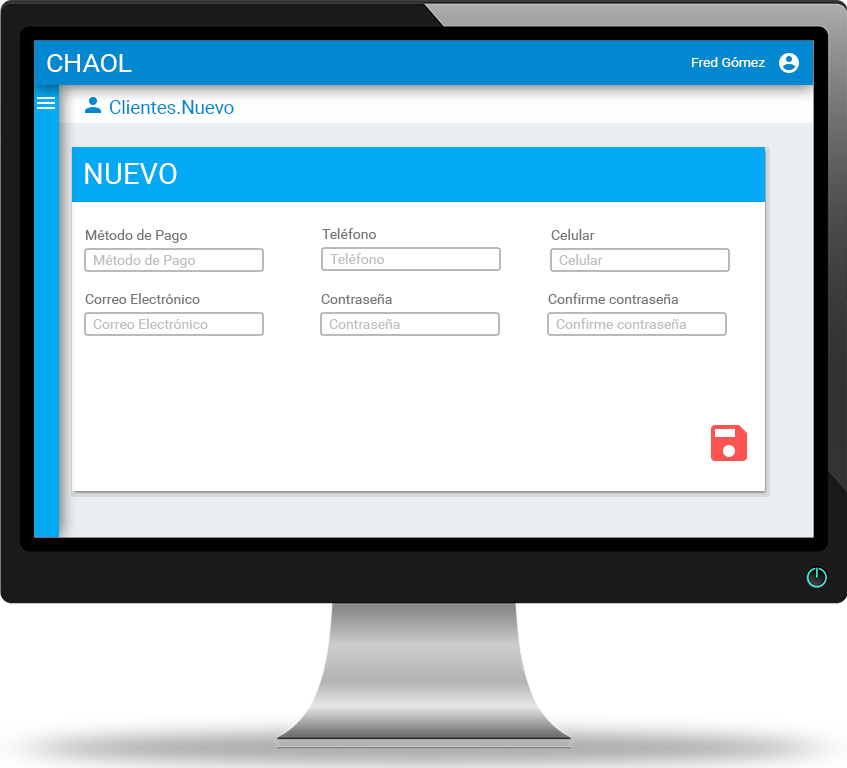 CHAOL
Fred Gómez
Clientes.Nuevo
NUEVO
Método de Pago
Teléfono
Celular
Método de Pago
Teléfono
Celular
Correo Electrónico
Contraseña
Confirme contraseña
Correo Electrónico
Contraseña
Confirme contraseña